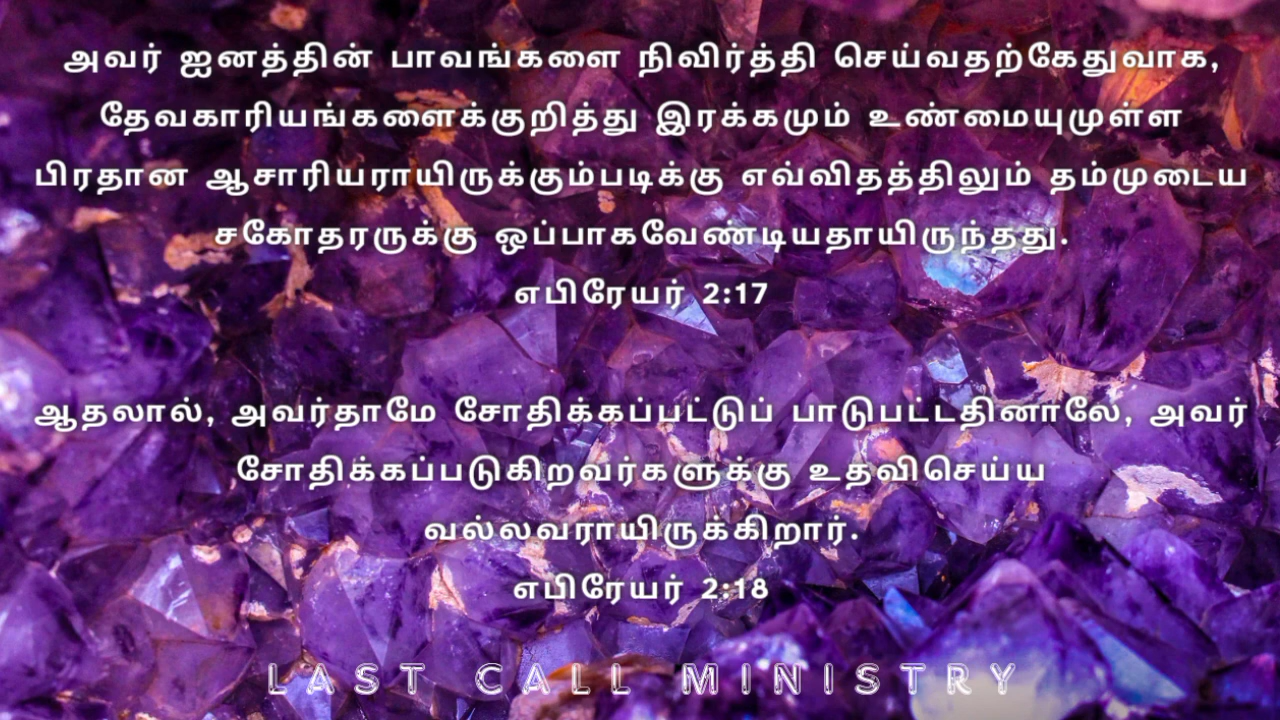 அவர் ஐனத்தின் பாவங்களை நிவிர்த்தி செய்வதற்கேதுவாக,
தேவகாரியங்களைக்குறித்து இரக்கமும் உண்மையுமுள்ள
பிரதான ஆசாரியராயிருக்கும்படிக்கு எவ்விதத்திலும் தம்முடைய
சகோதரருக்கு ஒப்பாகவேண்டியதாயிருந்தது.
எபிரேயர் 2:17
ஆதலால், அவர்தாமே சோதிக்கப்பட்டுப் பாடுபட்டதினாலே, அவர்
சோதிக்கப்படுகிறவர்களுக்கு உதவிசெய்ய
வல்லவராயிருக்கிறார்.
எபிரேயர் 2:18
LAST CALL MINISTRY